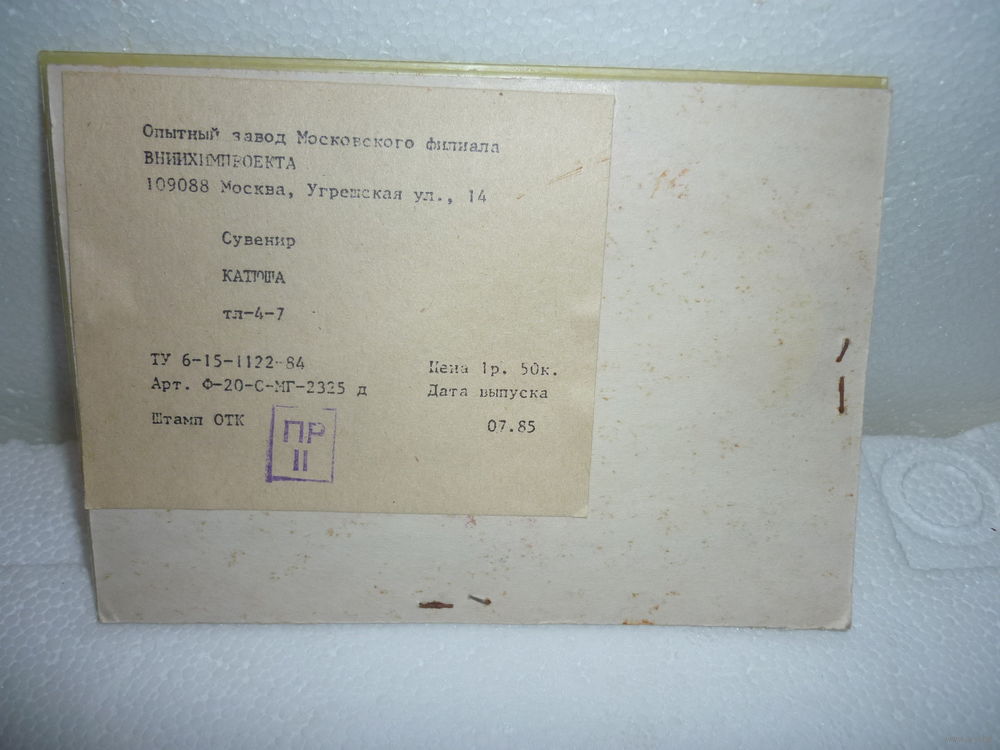 Опытный завод Московского филиала
ВНИИХИМПРОЕКТА
109088 Москва, Угрешская ул., 14
Сувенир
КАТЮША
тл-4-7
ТУ 6-15-1122-84
Цена 1р. 50к.
Арт. Ф-20-С-МГ-2325 д
Дата выпуска
Штамп ОТК
07.85
ПР
II